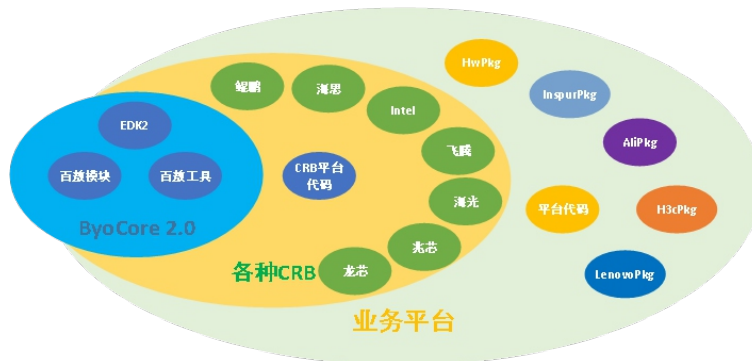 HwPkg
鲲鹏
海思
InspurPkg
Intel
EDK2
AliPkg
飞腾
百敖模块
百敖工具
CRB平台
代码
海光
平台代码
H3cPkg
ByoCore 2.0
兆芯
各种CRB
龙芯
LenovoPkg
业务平台